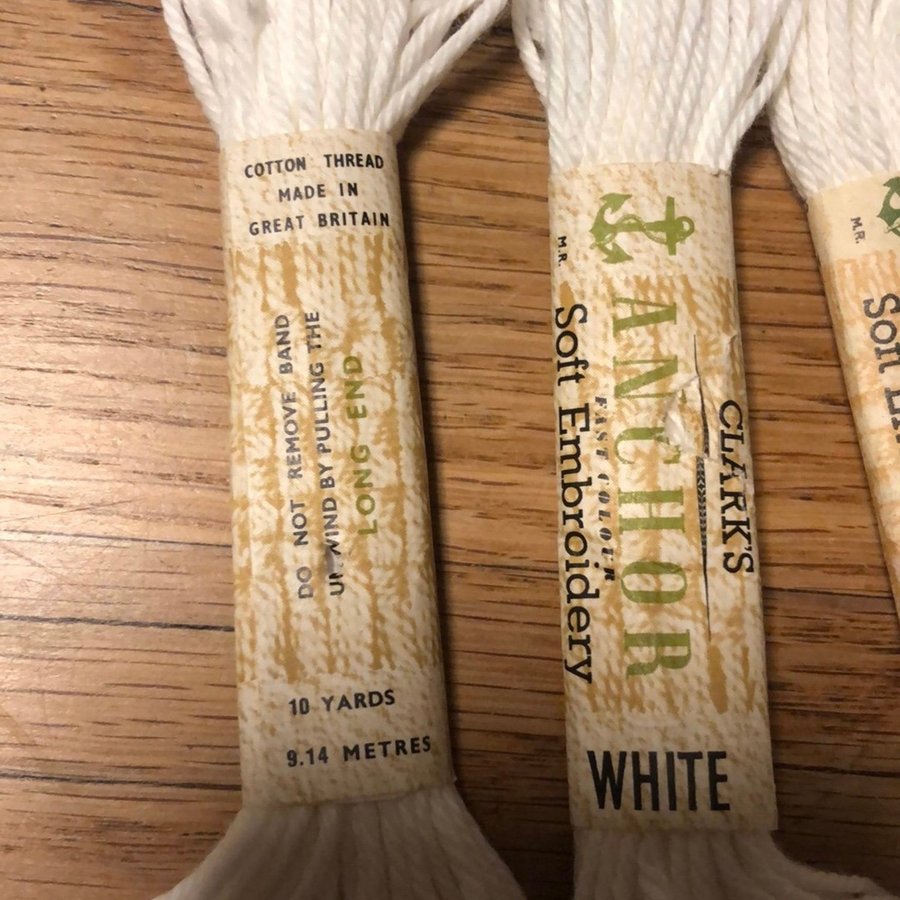 COTTON THREAD
MADE IN
GREAT BRITAIN
DO NOT REMOVE BAND
UNWIND BY PULLING THE
LONG END
10 YARDS
9.14 METRES
M.R.
CLARK'S
ANCHOR
FAST COLOUR
Soft Embroidery
WHITE
M.R.
Soft